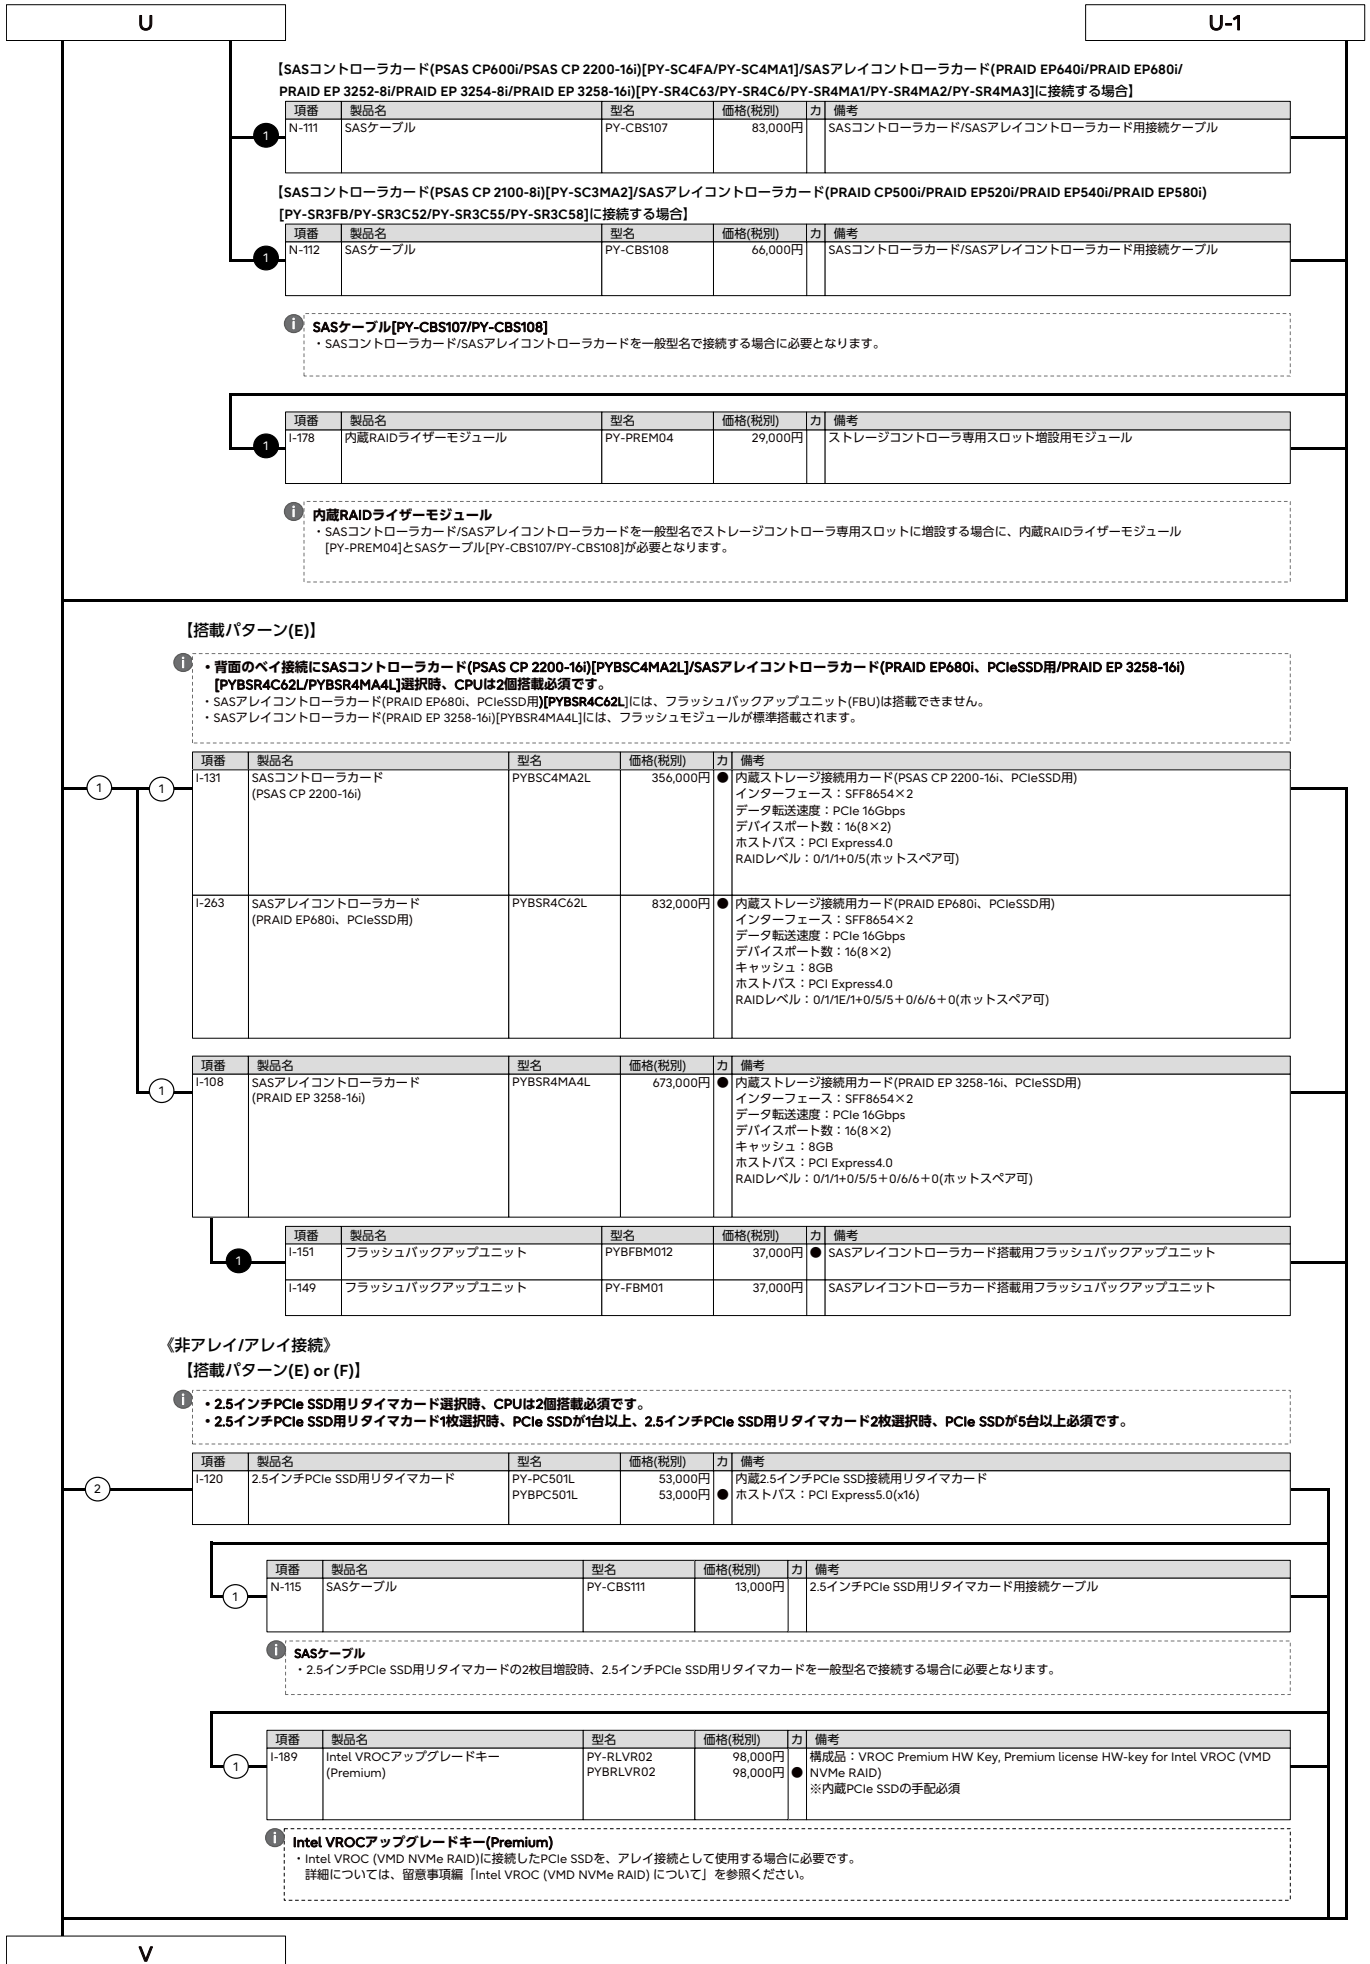 U
U-1
【SASコントローラカード(PSAS CP600i/PSAS CP 2200-16i)[PY-SC4FA/PY-SC4MA1]/SASアレイコントローラカード(PRAID EP640i/PRAID EP680i/
PRAID EP 3252-8i/PRAID EP 3254-8i/PRAID EP 3258-16i)[PY-SR4C63/PY-SR4C6/PY-SR4MA1/PY-SR4MA2/PY-SR4MA3]に接続する場合】
項番 製品名 型名 価格(税別) カ 備考
1 N-111 SASケーブル PY-CBS107 83,000円 SASコントローラカード/SASアレイコントローラカード用接続ケーブル
【SASコントローラカード(PSAS CP 2100-8i)[PY-SC3MA2]/SASアレイコントローラカード(PRAID CP500i/PRAID EP520i/PRAID EP540i/PRAID EP580i)
[PY-SR3FB/PY-SR3C52/PY-SR3C55/PY-SR3C58]に接続する場合】
項番 製品名 型名 価格(税別) カ 備考
1 N-112 SASケーブル PY-CBS108 66,000円 SASコントローラカード/SASアレイコントローラカード用接続ケーブル
i SASケーブル[PY-CBS107/PY-CBS108]
・SASコントローラカード/SASアレイコントローラカードを一般型名で接続する場合に必要となります。
項番 製品名 型名 価格(税別) カ 備考
1 I-178 内蔵RAIDライザーモジュール PY-PREM04 29,000円 ストレージコントローラ専用スロット増設用モジュール
i 内蔵RAIDライザーモジュール
・SASコントローラカード/SASアレイコントローラカードを一般型名でストレージコントローラ専用スロットに増設する場合に、内蔵RAIDライザーモジュール
[PY-PREM04]とSASケーブル[PY-CBS107/PY-CBS108]が必要となります。
【搭載パターン(E)】
i ・背面のベイ接続にSASコントローラカード(PSAS CP 2200-16i)[PYBSC4MA2L]/SASアレイコントローラカード(PRAID EP680i、PCIeSSD用/PRAID EP 3258-16i)
[PYBSR4C62L/PYBSR4MA4L]選択時、CPUは2個搭載必須です。
・SASアレイコントローラカード(PRAID EP680i、PCIeSSD用)[PYBSR4C62L]には、フラッシュバックアップユニット(FBU)は搭載できません。
・SASアレイコントローラカード(PRAID EP 3258-16i)[PYBSR4MA4L]には、フラッシュモジュールが標準搭載されます。
項番 製品名 型名 価格(税別) カ 備考
1 1 I-131 SASコントローラカード PYBSC4MA2L 356,000円 ● 内蔵ストレージ接続用カード(PSAS CP 2200-16i、PCIeSSD用)
(PSAS CP 2200-16i) インターフェース：SFF8654×2
データ転送速度：PCIe 16Gbps
デバイスポート数：16(8×2)
ホストバス：PCI Express4.0
RAIDレベル：0/1/1+0/5(ホットスペア可)
I-263 SASアレイコントローラカード PYBSR4C62L 832,000円 ● 内蔵ストレージ接続用カード(PRAID EP680i、PCIeSSD用)
(PRAID EP680i、PCIeSSD用) インターフェース：SFF8654×2
データ転送速度：PCIe 16Gbps
デバイスポート数：16(8×2)
キャッシュ：8GB
ホストバス：PCI Express4.0
RAIDレベル：0/1/1E/1+0/5/5＋0/6/6＋0(ホットスペア可)
項番 製品名 型名 価格(税別) カ 備考
1 I-108 SASアレイコントローラカード PYBSR4MA4L 673,000円 ● 内蔵ストレージ接続用カード(PRAID EP 3258-16i、PCIeSSD用)
(PRAID EP 3258-16i) インターフェース：SFF8654×2
データ転送速度：PCIe 16Gbps
デバイスポート数：16(8×2)
キャッシュ：8GB
ホストバス：PCI Express4.0
RAIDレベル：0/1/1+0/5/5＋0/6/6＋0(ホットスペア可)
項番 製品名 型名 価格(税別) カ 備考
1 I-151 フラッシュバックアップユニット PYBFBM012 37,000円 ● SASアレイコントローラカード搭載用フラッシュバックアップユニット
I-149 フラッシュバックアップユニット PY-FBM01 37,000円 SASアレイコントローラカード搭載用フラッシュバックアップユニット
《非アレイ/アレイ接続》
【搭載パターン(E) or (F)】
i ・2.5インチPCIe SSD用リタイマカード選択時、CPUは2個搭載必須です。
・2.5インチPCIe SSD用リタイマカード1枚選択時、PCIe SSDが1台以上、2.5インチPCIe SSD用リタイマカード2枚選択時、PCIe SSDが5台以上必須です。
項番 製品名 型名 価格(税別) カ 備考
2 I-120 2.5インチPCIe SSD用リタイマカード PY-PC501L 53,000円 内蔵2.5インチPCIe SSD接続用リタイマカード
PYBPC501L 53,000円 ● ホストバス：PCI Express5.0(x16)
項番 製品名 型名 価格(税別) カ 備考
1 N-115 SASケーブル PY-CBS111 13,000円 2.5インチPCIe SSD用リタイマカード用接続ケーブル
i SASケーブル
・2.5インチPCIe SSD用リタイマカードの2枚目増設時、2.5インチPCIe SSD用リタイマカードを一般型名で接続する場合に必要となります。
項番 製品名 型名 価格(税別) カ 備考
1 I-189 Intel VROCアップグレードキー PY-RLVR02 98,000円 構成品：VROC Premium HW Key, Premium license HW-key for Intel VROC (VMD
(Premium) PYBRLVR02 98,000円 ● NVMe RAID)
※内蔵PCIe SSDの手配必須
i Intel VROCアップグレードキー(Premium)
・Intel VROC (VMD NVMe RAID)に接続したPCIe SSDを、アレイ接続として使用する場合に必要です。
詳細については、留意事項編「Intel VROC (VMD NVMe RAID) について」を参照ください。
V